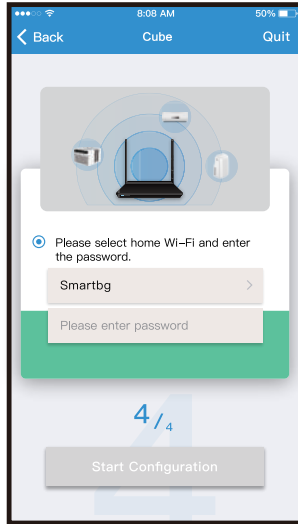 8:08 AM
50%
Back
Cube
Quit
Please select home Wi-Fi and enter
the password.
Smartbg
Please enter password
4/4
4
Start Configuration